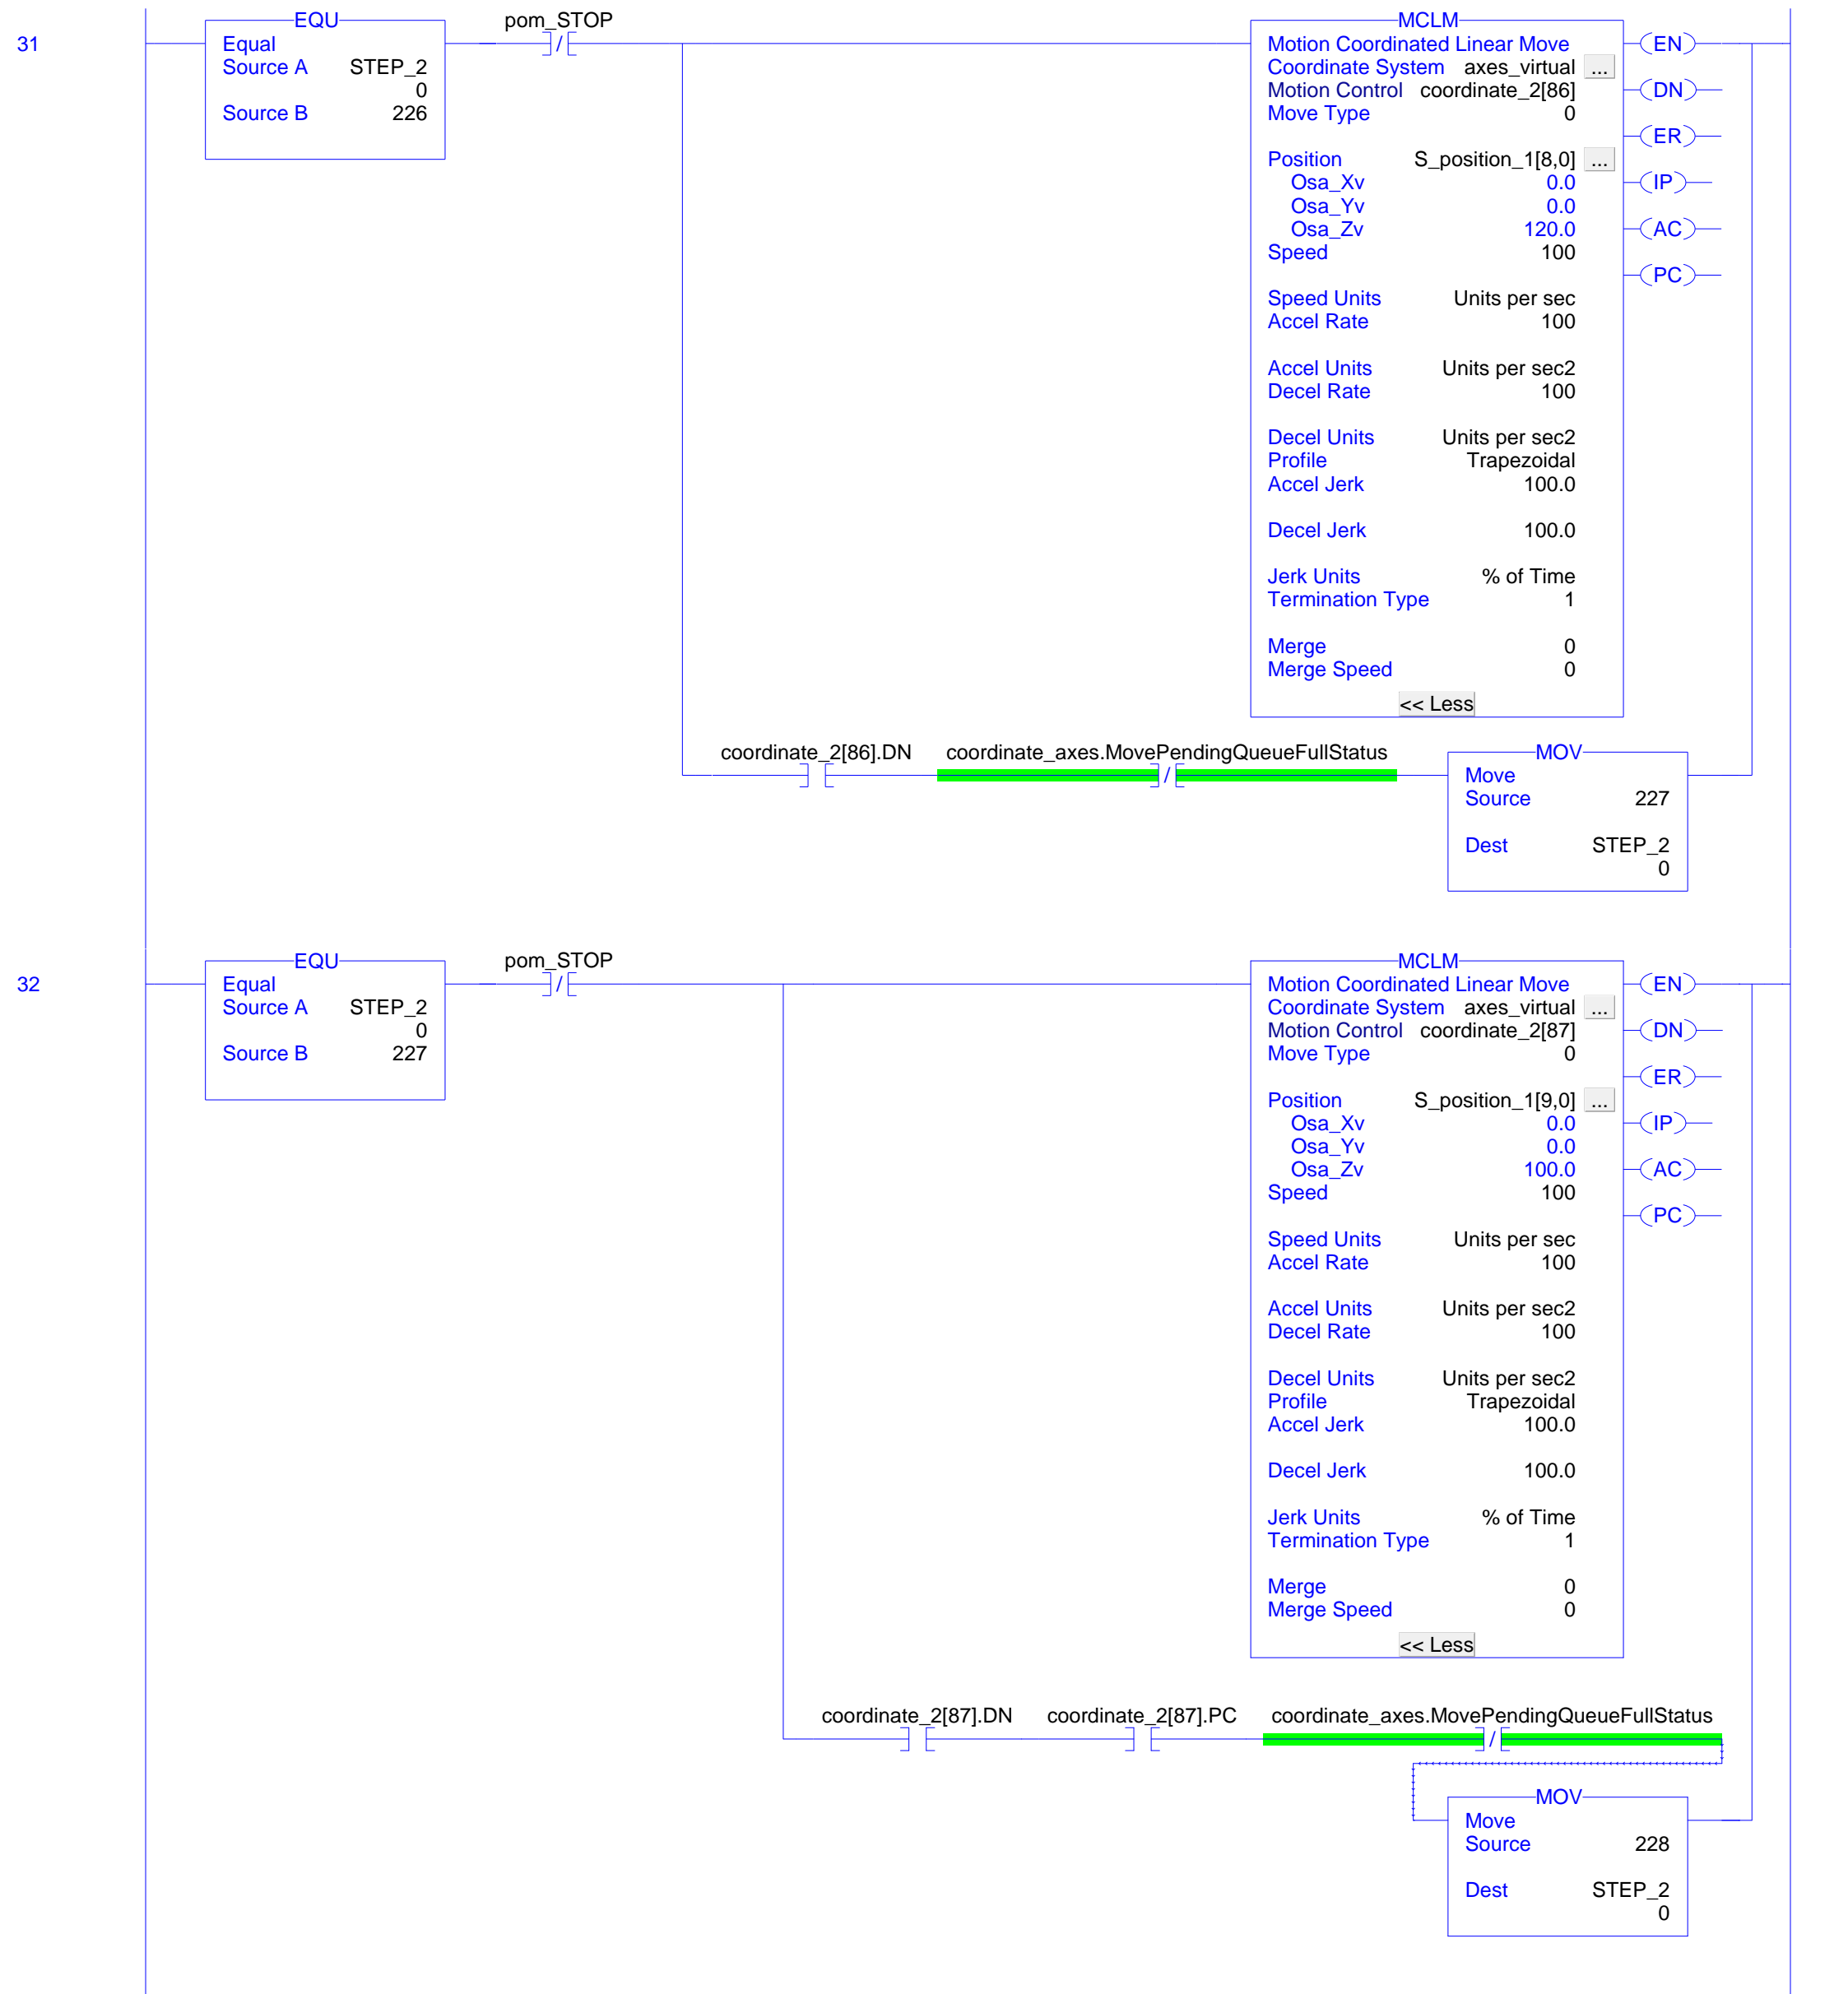 31
EQU
Equal
Source A STEP_2
0
Source B 226
pom_STOP
MCLM
Motion Coordinated Linear Move
Coordinate System axes_virtual ...
Motion Control coordinate_2[86]
Move Type 0
Position S_position_1[8,0] ...
Osa_Xv 0.0
Osa_Yv 0.0
Osa_Zv 120.0
Speed 100
Speed Units Units per sec
Accel Rate 100
Accel Units Units per sec2
Decel Rate 100
Decel Units Units per sec2
Profile Trapezoidal
Accel Jerk 100.0
Decel Jerk 100.0
Jerk Units % of Time
Termination Type 1
Merge 0
Merge Speed 0
<< Less
EN
DN
ER
IP
AC
PC
coordinate_2[86].DN
coordinate_axes.MovePendingQueueFullStatus
MOV
Move
Source 227
Dest STEP_2
0
32
EQU
Equal
Source A STEP_2
0
Source B 227
pom_STOP
MCLM
Motion Coordinated Linear Move
Coordinate System axes_virtual ...
Motion Control coordinate_2[87]
Move Type 0
Position S_position_1[9,0] ...
Osa_Xv 0.0
Osa_Yv 0.0
Osa_Zv 100.0
Speed 100
Speed Units Units per sec
Accel Rate 100
Accel Units Units per sec2
Decel Rate 100
Decel Units Units per sec2
Profile Trapezoidal
Accel Jerk 100.0
Decel Jerk 100.0
Jerk Units % of Time
Termination Type 1
Merge 0
Merge Speed 0
<< Less
EN
DN
ER
IP
AC
PC
coordinate_2[87].DN
coordinate_2[87].PC
coordinate_axes.MovePendingQueueFullStatus
MOV
Move
Source 228
Dest STEP_2
0